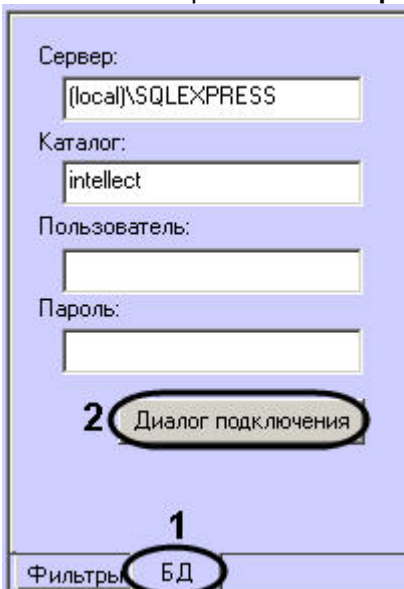 Сервер:
(local)\SQLEXPRESS
Каталог:
intellect
Пользователь:
Пароль:
2 Диалог подключения
1
Фильтры БД